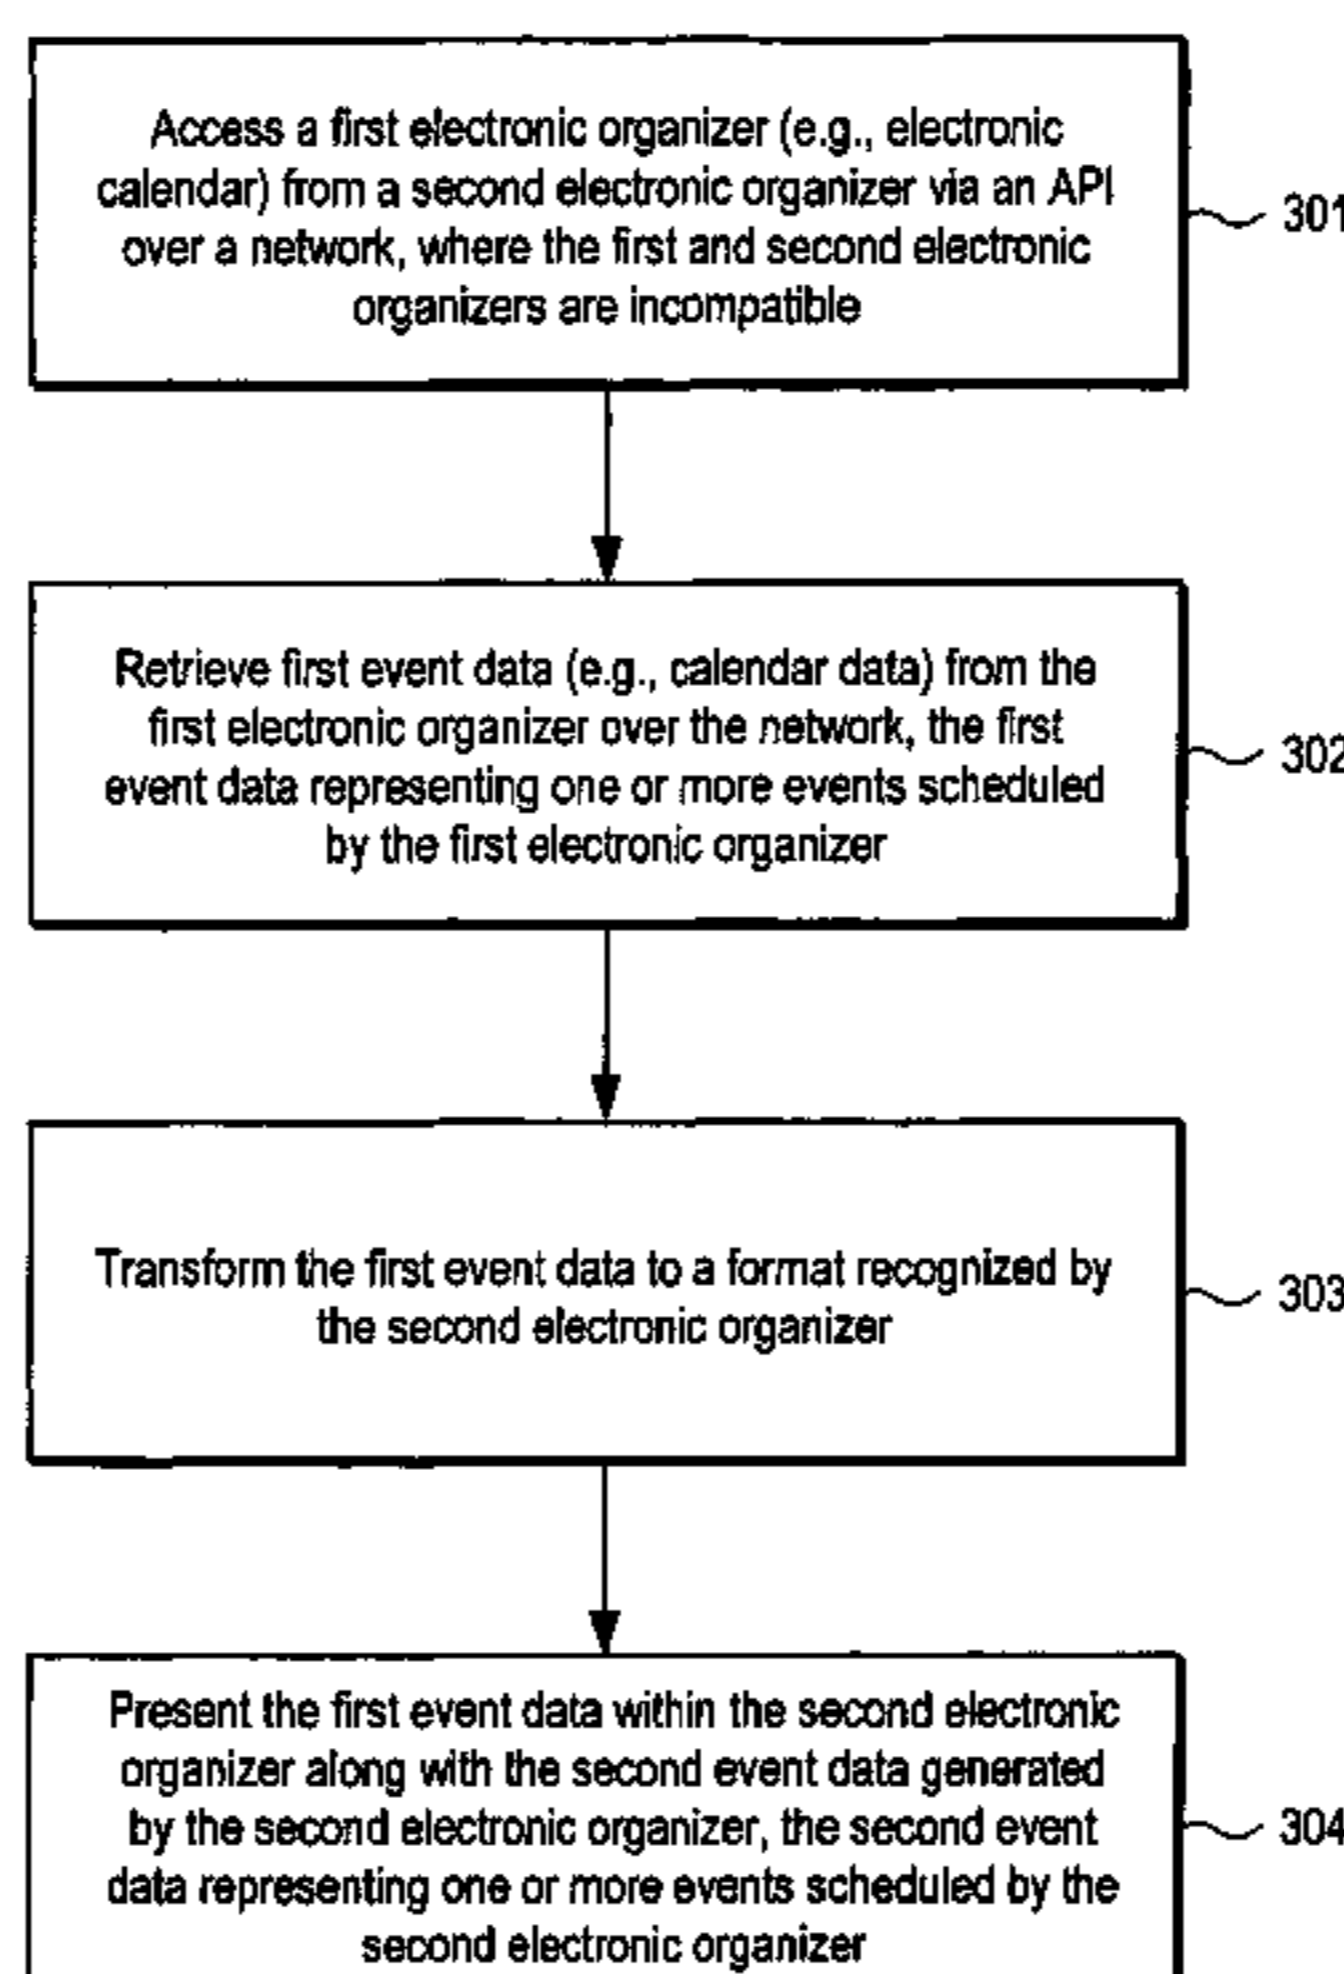 Access a first electronic organizer (e.g., electronic
calendar) from a second electronic organizer via an API
over a network, where the first and second electronic
organizers are incompatible
301
Retrieve first event data (e.g., calendar data) from the
first electronic organizer over the network, the first
event data representing one or more events scheduled
by the first electronic organizer
302
Transform the first event data to a format recognized by
the second electronic organizer
303
Present the first event data within the second electronic
organizer along with the second event data generated
by the second electronic organizer, the second event
data representing one or more events scheduled by the
second electronic organizer
304